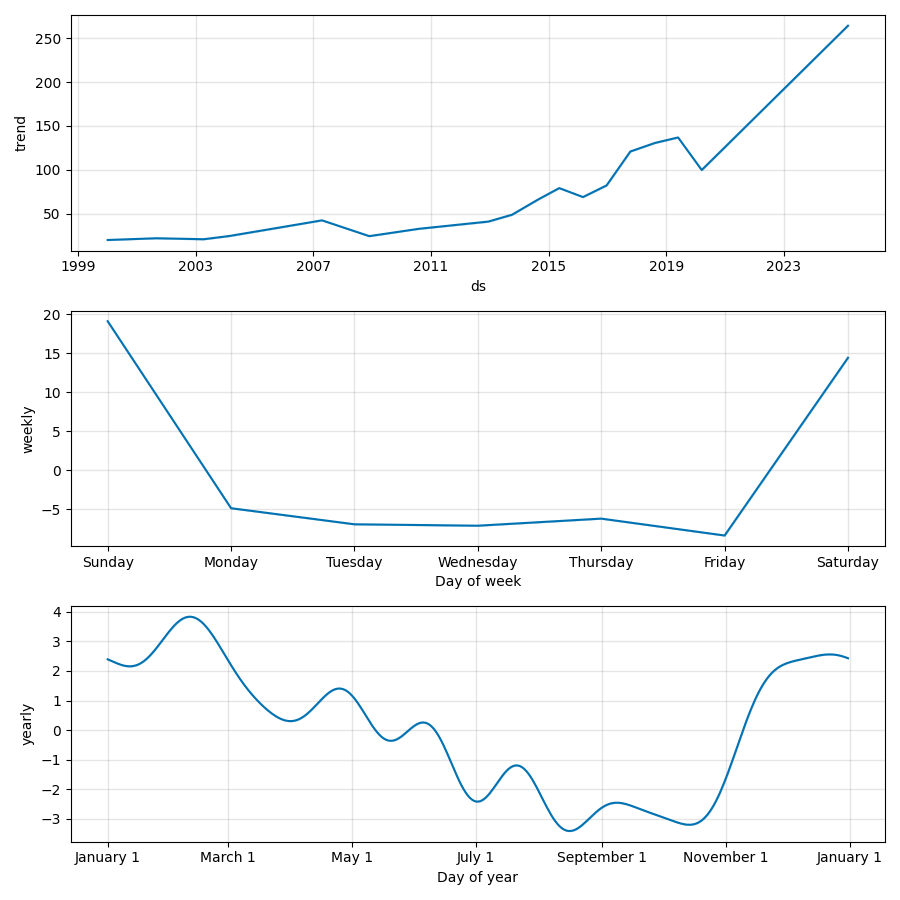 250
200
150
100
50
trend
1999 2003 2007 2011 2015 2019 2023
ds
20
15
10
5
0
−5
weekly
Sunday Monday Tuesday Wednesday Thursday Friday Saturday
Day of week
4
3
2
1
0
−1
−2
−3
yearly
January 1 March 1 May 1 July 1 September 1 November 1 January 1
Day of year